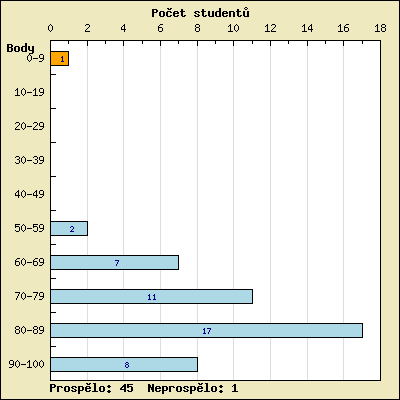 Počet studentů
0 2 4 6 8 10 12 14 16 18
Body
0-9 1
10-19
20-29
30-39
40-49
50-59 2
60-69 7
70-79 11
80-89 17
90-100 8
Prospělo: 45 Neprospělo: 1